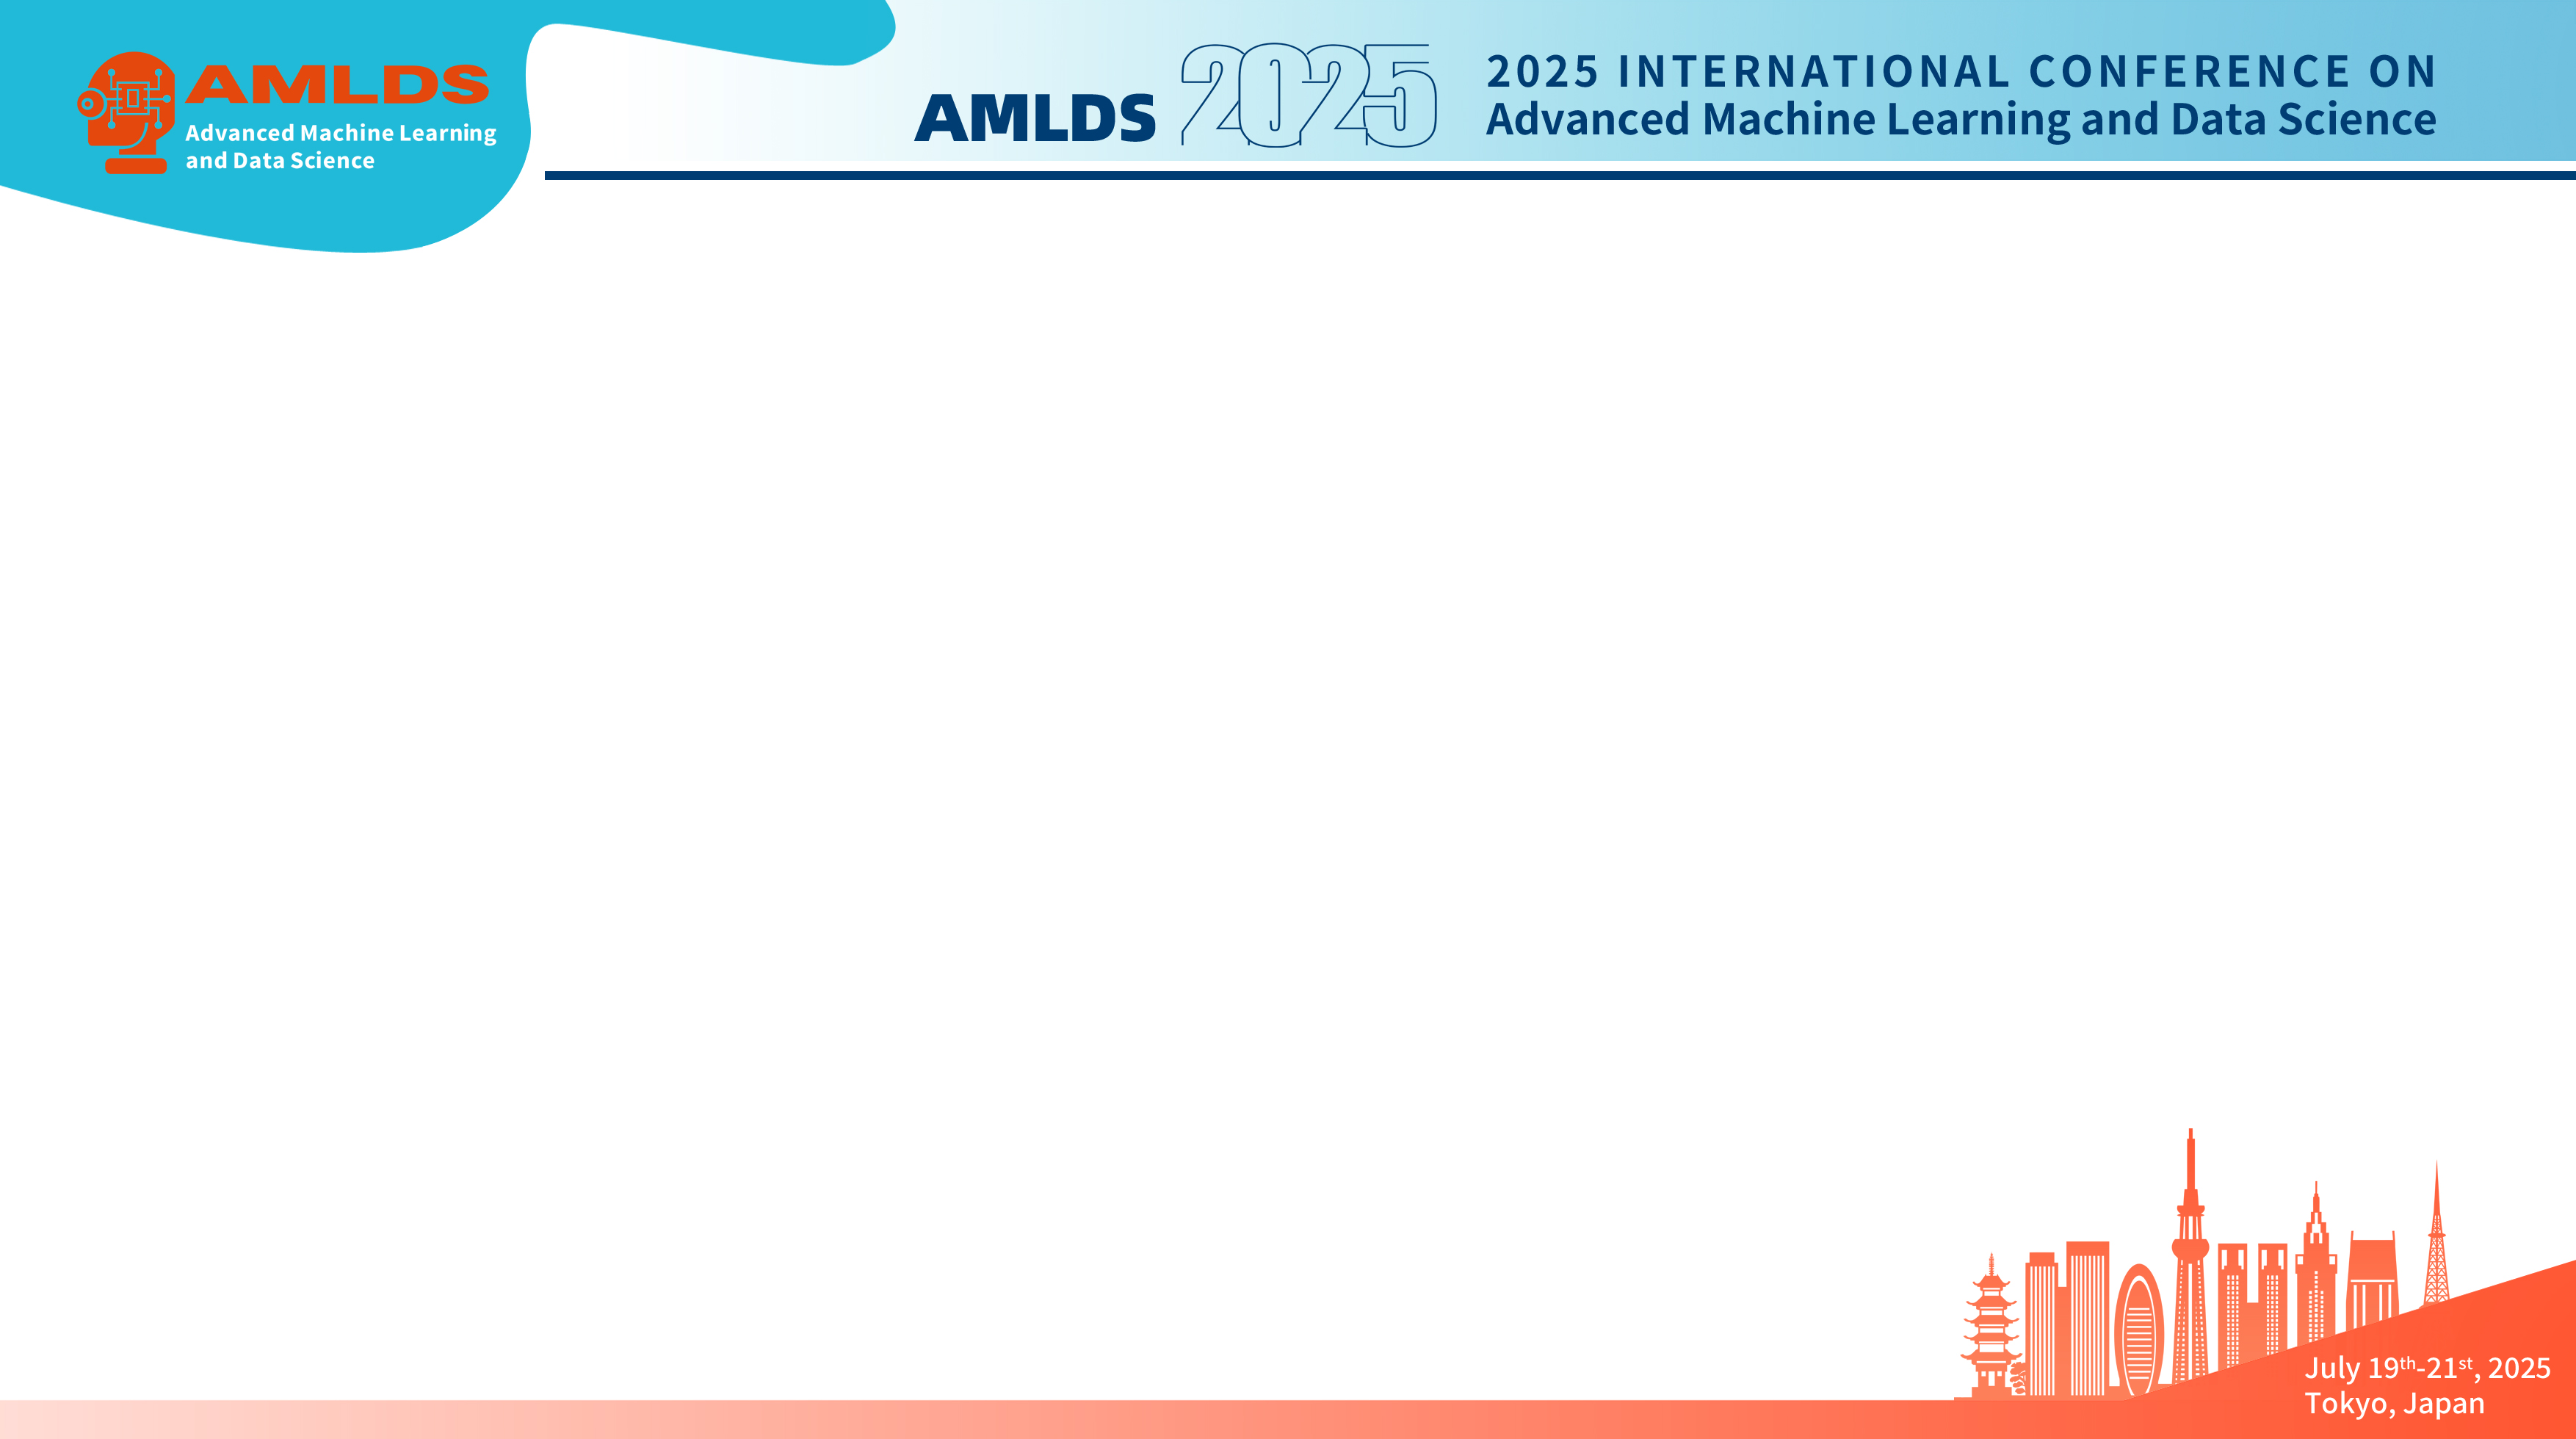 AMLDS
Advanced Machine Learning
and Data Science
AMLDS 2025
2025 INTERNATIONAL CONFERENCE ON
Advanced Machine Learning and Data Science
July 19th-21st, 2025
Tokyo, Japan